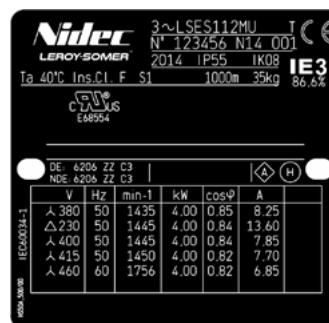 Nidec 3~LSES112MU T CE
LEROY-SOMER N° 123456 N14 001
2014 IP55 IK08 IE3
Ta 40°C Ins.Cl. F S1 1000m 35kg 86,6%
c RU US
E68554
DE: 6206 ZZ C3
NDE: 6206 ZZ C3 A H
V Hz min-1 kW cosφ A
⅄ 380 50 1435 4.00 0.85 8.25
△ 230 50 1445 4.00 0.84 13.60
⅄ 400 50 1445 4.00 0.84 7.85
⅄ 415 50 1450 4.00 0.82 7.70
⅄ 460 60 1756 4.00 0.82 6.85
IEC60034-1